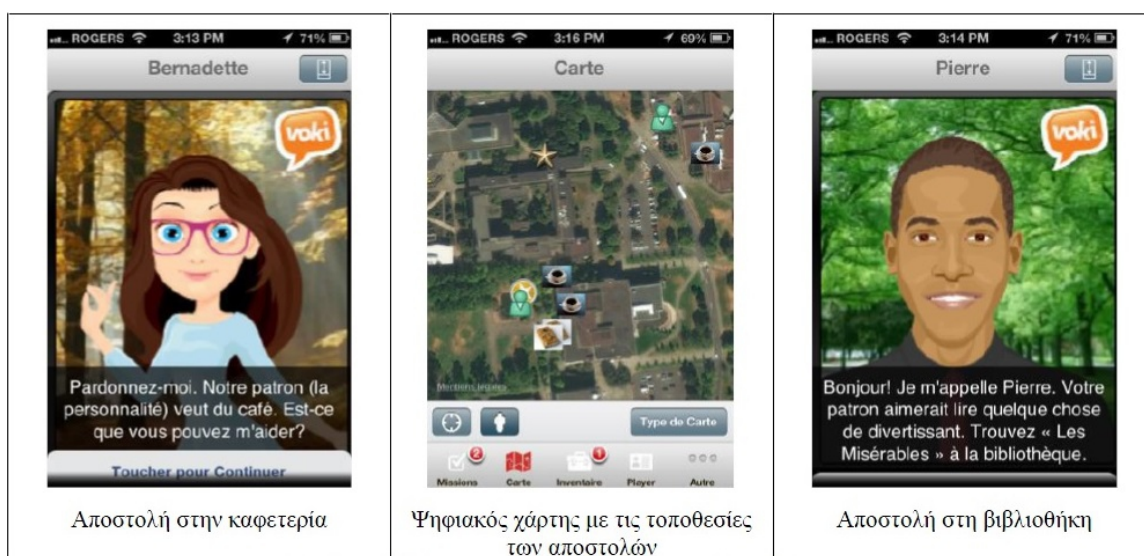 ROGERS 3:13 PM 71%
Bernadette
voki
Pardonnez-moi. Notre patron (la
personnalité) veut du café. Est-ce
que vous pouvez m'aider?
Toucher pour Continuer
Αποστολή στην καφετερία
ROGERS 3:16 PM 69%
Carte
Mentions légales
Type de Carte
2
1
Missions Carte Inventaire Player Autre
Ψηφιακός χάρτης με τις τοποθεσίες
των αποστολών
ROGERS 3:14 PM 71%
Pierre
voki
Bonjour! Je m'appelle Pierre. Votre
patron aimerait lire quelque chose
de divertissant. Trouvez « Les
Misérables » à la bibliothèque.
Αποστολή στη βιβλιοθήκη